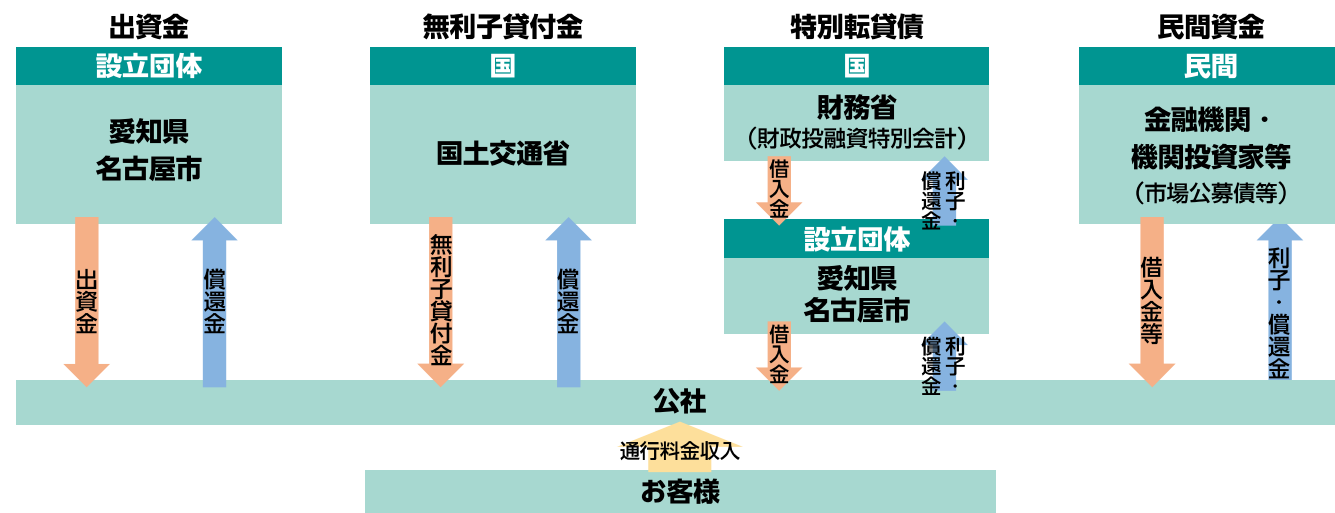 出資金
設立団体
愛知県
名古屋市
出資金
償還金
無利子貸付金
国
国土交通省
無利子貸付金
償還金
特別転貸債
国
財務省
（財政投融資特別会計）
借入金
利子・
償還金
設立団体
愛知県
名古屋市
借入金
利子・
償還金
民間資金
民間
金融機関・
機関投資家等
（市場公募債等）
借入金等
利子・償還金
公社
通行料金収入
お客様